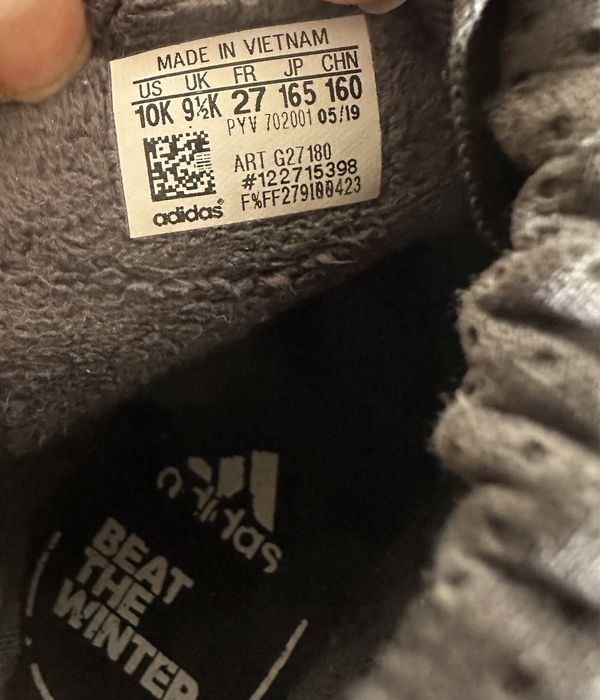 MADE IN VIETNAM
US UK FR JP CHN
10K 9½K 27 165 160
PYV 702001 05/19
ART G27180
#122715398
F%FF279100423
adidas
adidas
BEAT
THE
WINTER